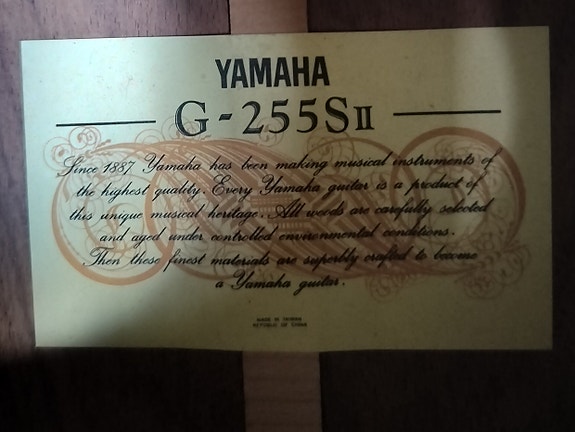 YAMAHA
G-255SII
Since 1887 Yamaha has been making musical instruments of
the highest quality. Every Yamaha guitar is a product of
this unique musical heritage. All woods are carefully selected
and aged under controlled environmental conditions.
Then these finest materials are superbly crafted to become
a Yamaha guitar.
MADE IN TAIWAN
REPUBLIC OF CHINA